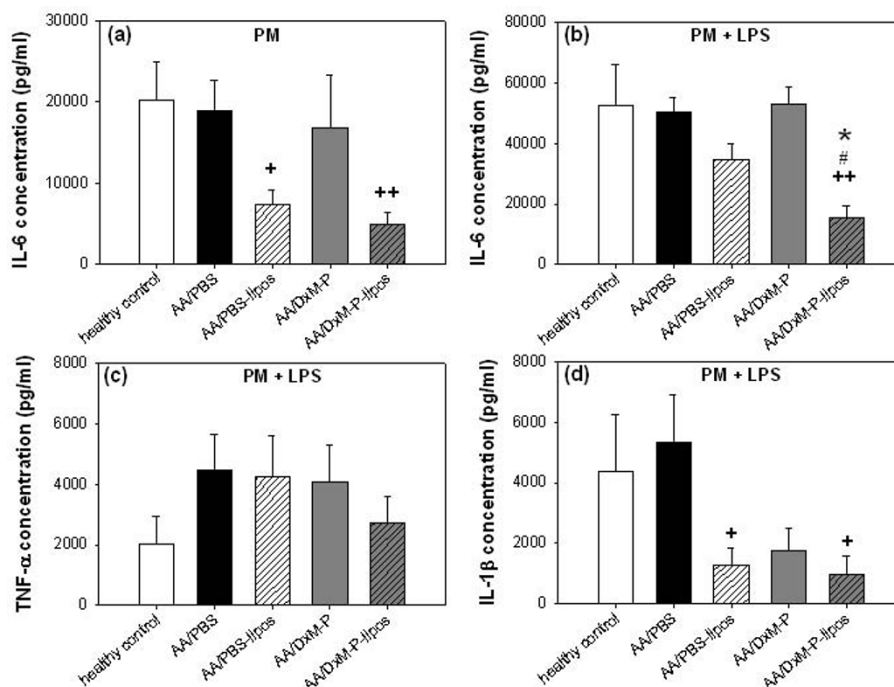 (a) PM
IL-6 concentration (pg/ml)
30000
20000
10000
0
+
++
healthy control
AA/PBS
AA/PBS-lipos
AA/DxM-P
AA/DxM-P-lipos
(b) PM + LPS
IL-6 concentration (pg/ml)
80000
60000
40000
20000
0
*
#
++
healthy control
AA/PBS
AA/PBS-lipos
AA/DxM-P
AA/DxM-P-lipos
(c) PM + LPS
TNF-α concentration (pg/ml)
8000
6000
4000
2000
0
healthy control
AA/PBS
AA/PBS-lipos
AA/DxM-P
AA/DxM-P-lipos
(d) PM + LPS
IL-1β concentration (pg/ml)
8000
6000
4000
2000
0
+
+
healthy control
AA/PBS
AA/PBS-lipos
AA/DxM-P
AA/DxM-P-lipos